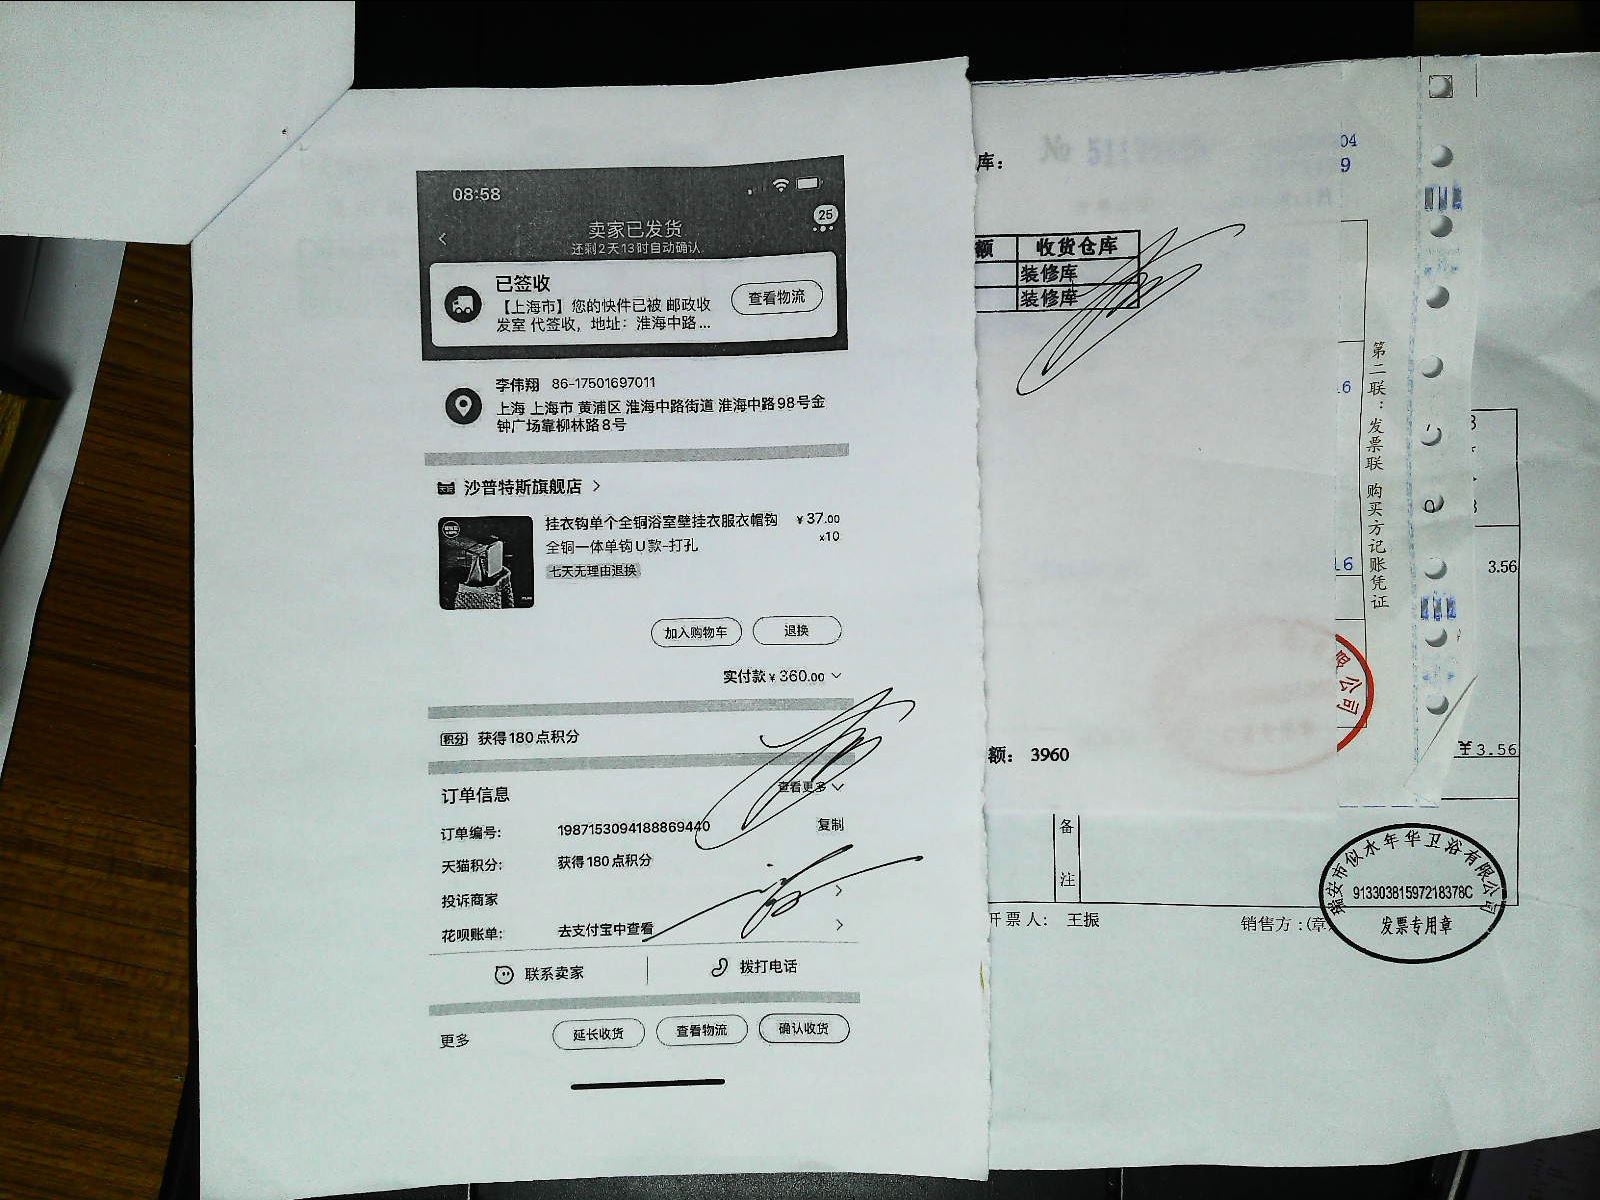 08:58
25
卖家已发货
还剩2天13时自动确认
已签收
【上海市】您的快件已被 邮政收
发室 代签收，地址：淮海中路...
查看物流
李伟翔 86-17501697011
上海 上海市 黄浦区 淮海中路街道 淮海中路98号金
钟广场靠柳林路8号
沙普特斯旗舰店 >
挂衣钩单个全铜浴室壁挂衣服衣帽钩 ¥37.00
全铜一体单钩U款-打孔 x10
七天无理由退换
加入购物车 退换
实付款 ¥360.00
积分 获得180点积分
订单信息 查看更多
订单编号: 1987153094188869440 复制
天猫积分: 获得180点积分
投诉商家
花呗账单: 去支付宝中查看
联系卖家 拨打电话
更多 延长收货 查看物流 确认收货
库:
№ 511
04
9
额 收货仓库
装修库
装修库
16
16
第二联：发票联 购买方记账凭证
3.56
公司
额: 3960
¥3.56
备
注
开票人: 王振
销售方:(章
瑞安市似水年华卫浴有限公司
91330381597218378C
发票专用章